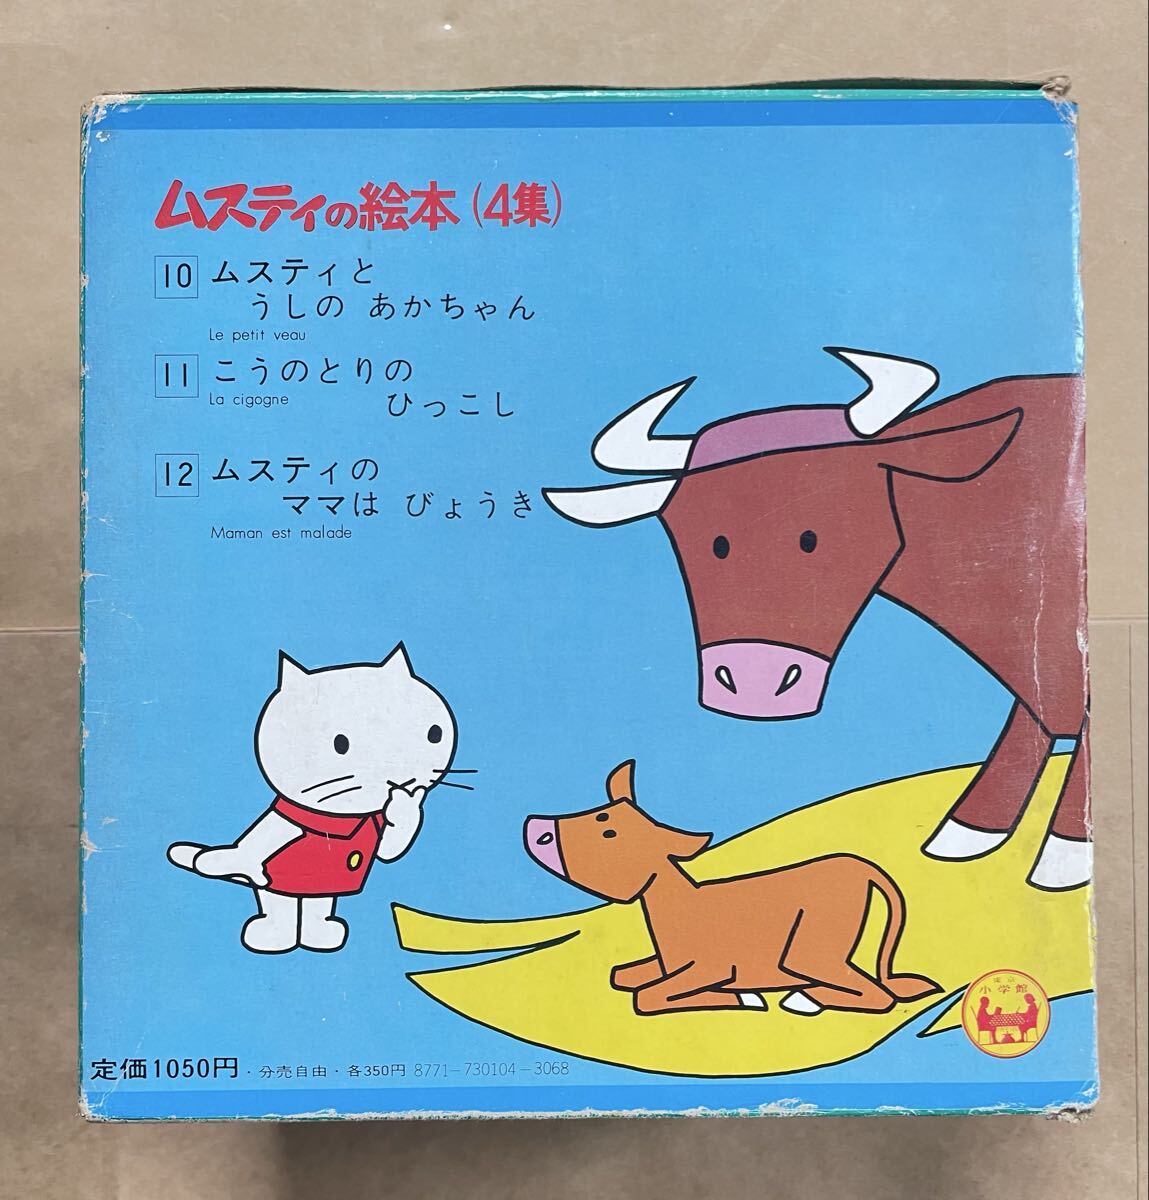 ムスティの絵本(4集)
10 ムスティと
うしの あかちゃん
Le petit veau
11 こうのとりの
La cigogne ひっこし
12 ムスティの
ママは びょうき
Maman est malade
東京
小学館
定価1050円・分売自由・各350円 8771-730104-3068